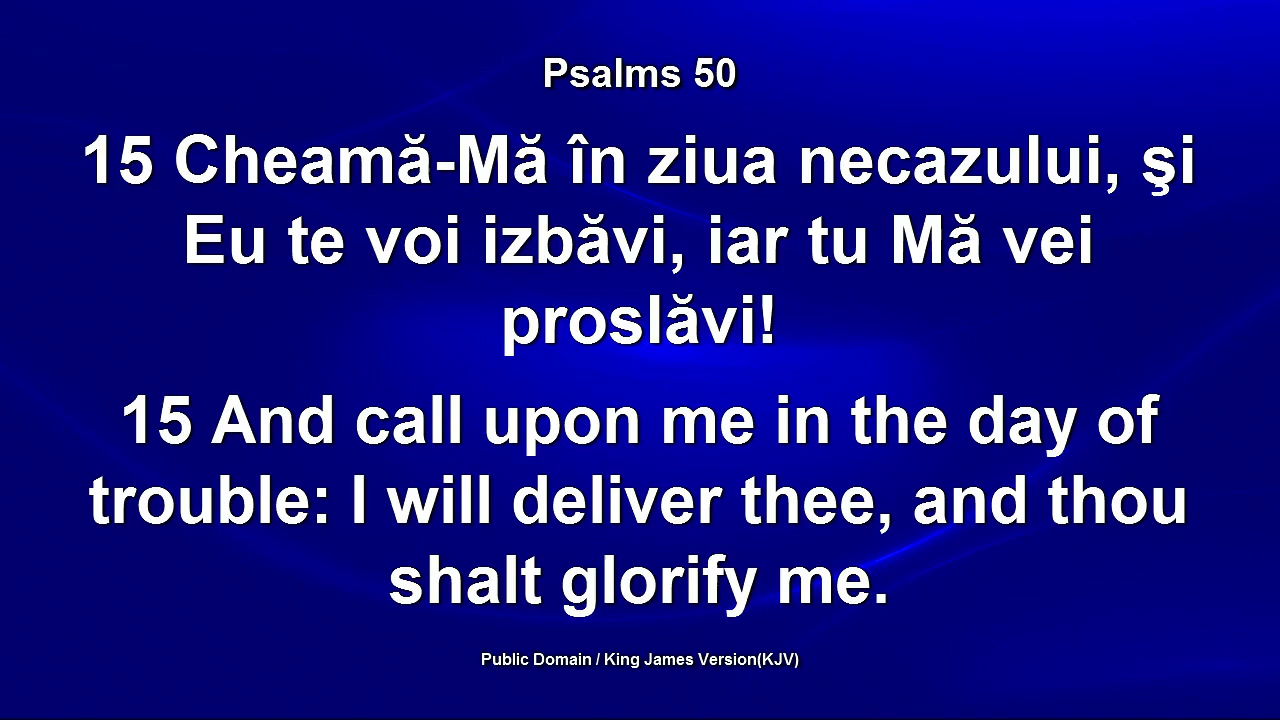 Psalms 50
15 Cheamă-Mă în ziua necazului, şi
Eu te voi izbăvi, iar tu Mă vei
proslăvi!
15 And call upon me in the day of
trouble: I will deliver thee, and thou
shalt glorify me.
Public Domain / King James Version(KJV)